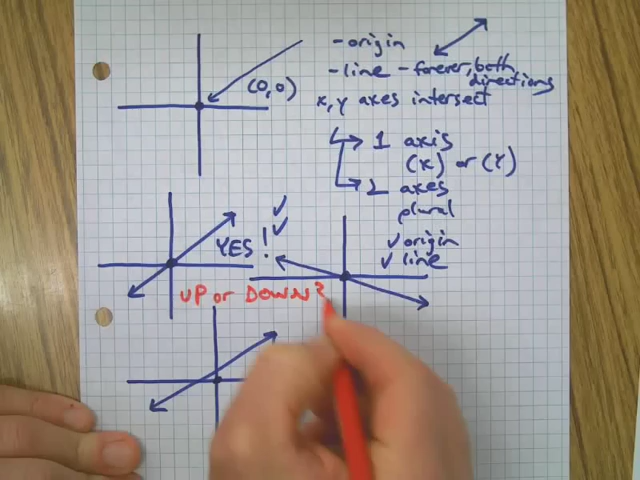 - origin
(0,0)
- line - forever, both
directions
x, y axes intersect
1 axis
(X) or (Y)
2 axes
plural
YES !
✓ origin
✓ line
UP or DOWN?